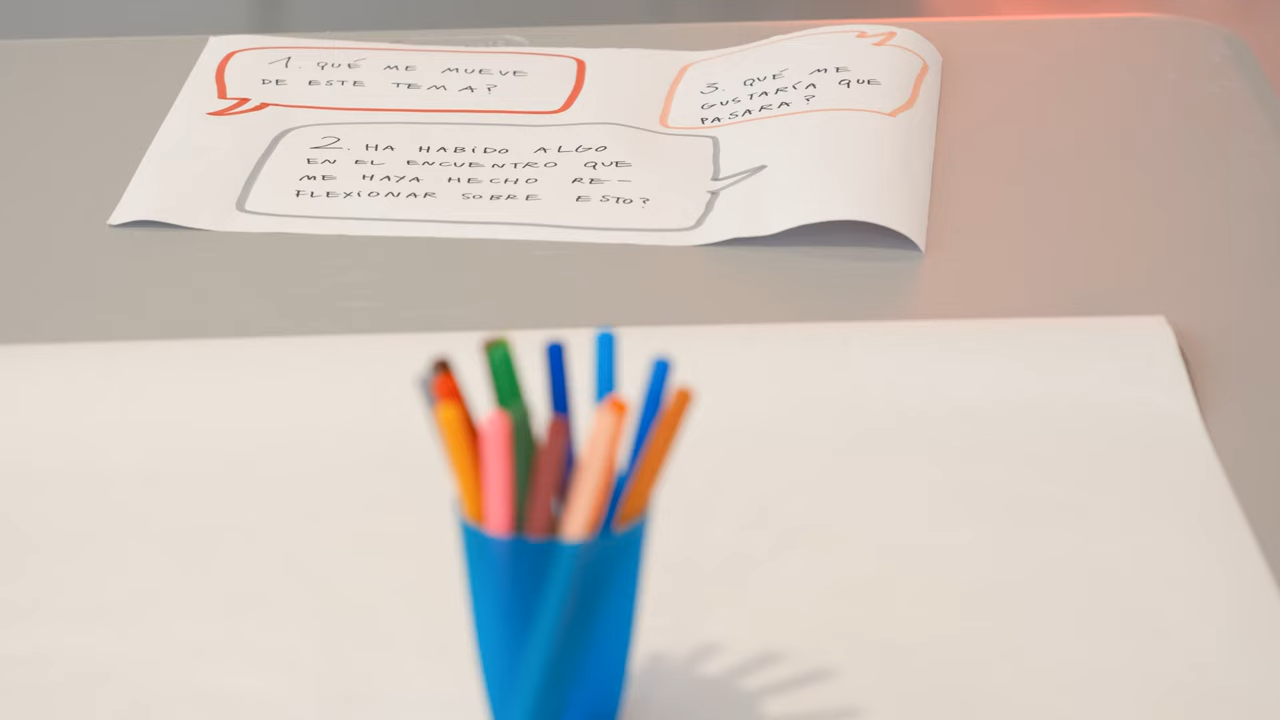 1. QUÉ ME MUEVE
DE ESTE TEMA?
2. HA HABIDO ALGO
EN EL ENCUENTRO QUE
ME HAYA HECHO RE-
FLEXIONAR SOBRE ESTO?
3. QUÉ ME
GUSTARÍA QUE
PASARA?